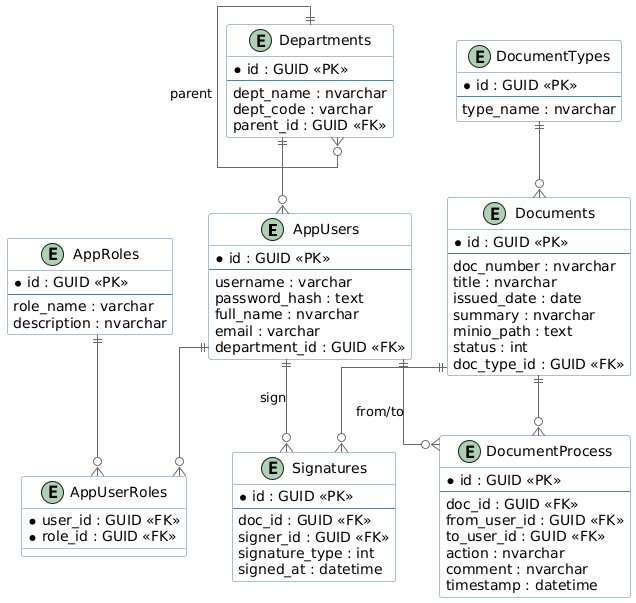 E Departments
id : GUID «PK»
dept_name : nvarchar
dept_code : varchar
parent_id : GUID «FK»
parent
E DocumentTypes
id : GUID «PK»
type_name : nvarchar
E AppRoles
id : GUID «PK»
role_name : varchar
description : nvarchar
E AppUsers
id : GUID «PK»
username : varchar
password_hash : text
full_name : nvarchar
email : varchar
department_id : GUID «FK»
E Documents
id : GUID «PK»
doc_number : nvarchar
title : nvarchar
issued_date : date
summary : nvarchar
minio_path : text
status : int
doc_type_id : GUID «FK»
sign
from/to
E AppUserRoles
user_id : GUID «FK»
role_id : GUID «FK»
E Signatures
id : GUID «PK»
doc_id : GUID «FK»
signer_id : GUID «FK»
signature_type : int
signed_at : datetime
E DocumentProcess
id : GUID «PK»
doc_id : GUID «FK»
from_user_id : GUID «FK»
to_user_id : GUID «FK»
action : nvarchar
comment : nvarchar
timestamp : datetime